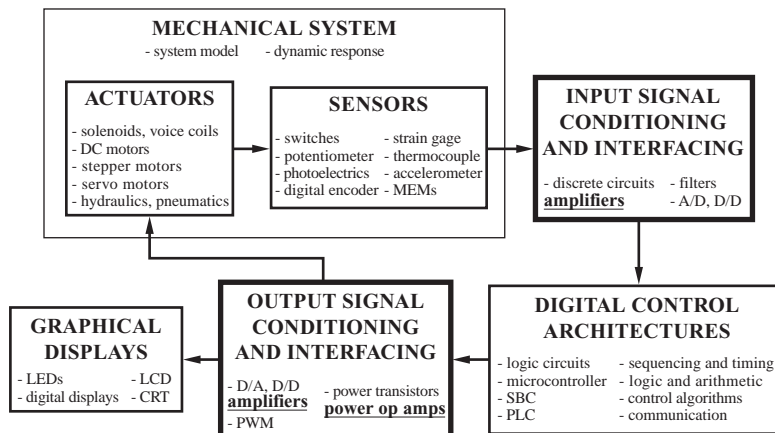 MECHANICAL SYSTEM
- system model - dynamic response
ACTUATORS
- solenoids, voice coils
- DC motors
- stepper motors
- servo motors
- hydraulics, pneumatics
SENSORS
- switches - strain gage
- potentiometer - thermocouple
- photoelectrics - accelerometer
- digital encoder - MEMs
INPUT SIGNAL
CONDITIONING
AND INTERFACING
- discrete circuits - filters
amplifiers - A/D, D/D
OUTPUT SIGNAL
CONDITIONING
AND INTERFACING
- D/A, D/D - power transistors
amplifiers power op amps
- PWM
GRAPHICAL
DISPLAYS
- LEDs - LCD
- digital displays - CRT
DIGITAL CONTROL
ARCHITECTURES
- logic circuits - sequencing and timing
- microcontroller - logic and arithmetic
- SBC - control algorithms
- PLC - communication